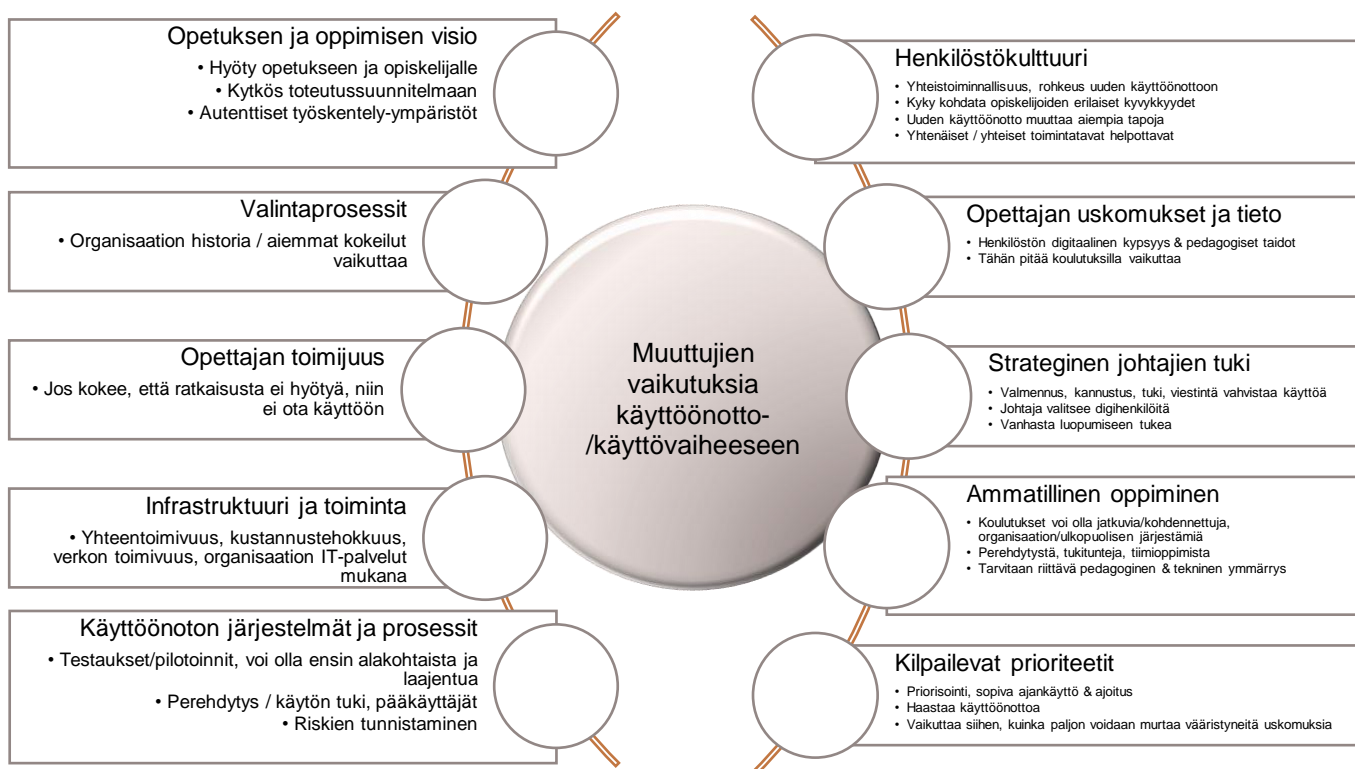 Opetuksen ja oppimisen visio
• Hyöty opetukseen ja opiskelijalle
• Kytkös toteutussuunnitelmaan
• Autenttiset työskentely-ympäristöt
Valintaprosessit
• Organisaation historia / aiemmat kokeilut
vaikuttaa
Opettajan toimijuus
• Jos kokee, että ratkaisusta ei hyötyä, niin
ei ota käyttöön
Infrastruktuuri ja toiminta
• Yhteentoimivuus, kustannustehokkuus,
verkon toimivuus, organisaation IT-palvelut
mukana
Käyttöönoton järjestelmät ja prosessit
• Testaukset/pilotoinnit, voi olla ensin alakohtaista ja
laajentua
• Perehdytys / käytön tuki, pääkäyttäjät
• Riskien tunnistaminen
Muuttujien
vaikutuksia
käyttöönotto-
/käyttövaiheeseen
Henkilöstökulttuuri
• Yhteistoiminnallisuus, rohkeus uuden käyttöönottoon
• Kyky kohdata opiskelijoiden erilaiset kyvykkyydet
• Uuden käyttöönotto muuttaa aiempia tapoja
• Yhtenäiset / yhteiset toimintatavat helpottavat
Opettajan uskomukset ja tieto
• Henkilöstön digitaalinen kypsyys & pedagogiset taidot
• Tähän pitää koulutuksilla vaikuttaa
Strateginen johtajien tuki
• Valmennus, kannustus, tuki, viestintä vahvistaa käyttöä
• Johtaja valitsee digihenkilöitä
• Vanhasta luopumiseen tukea
Ammatillinen oppiminen
• Koulutukset voi olla jatkuvia/kohdennettuja,
organisaation/ulkopuolisen järjestämiä
• Perehdytystä, tukitunteja, tiimioppimista
• Tarvitaan riittävä pedagoginen & tekninen ymmärrys
Kilpailevat prioriteetit
• Priorisointi, sopiva ajankäyttö & ajoitus
• Haastaa käyttöönottoa
• Vaikuttaa siihen, kuinka paljon voidaan murtaa vääristyneitä uskomuksia